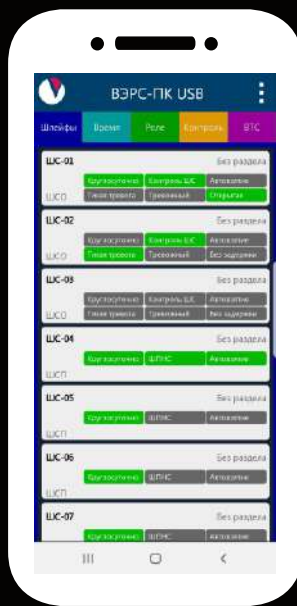 ВЭРС-ПК USB
Шлейфы Время Реле Контроль ВТС
ШС-01 Без раздела
Круглосуточно Контроль ШС Автовзятие
ШСО Тихая тревога Тревожный Открытая
ШС-02 Без раздела
Круглосуточно Контроль ШС Автовзятие
ШСО Тихая тревога Тревожный Без задержки
ШС-03 Без раздела
Круглосуточно Контроль ШС Автовзятие
ШСО Тихая тревога Тревожный Без задержки
ШС-04 Без раздела
Круглосуточно ШПНС Автовзятие
ШСП
ШС-05 Без раздела
Круглосуточно ШПНС Автовзятие
ШСП
ШС-06 Без раздела
Круглосуточно ШПНС Автовзятие
ШСП
ШС-07 Без раздела
Круглосуточно ШПНС Автовзятие